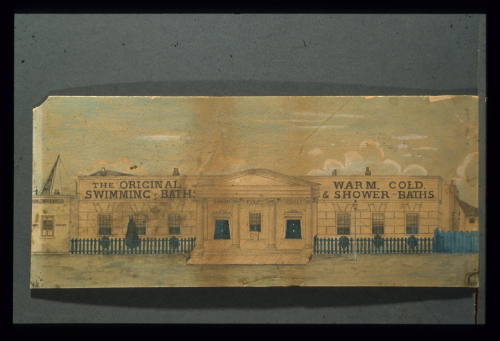 THE ORIGINAL
SWIMMING BATH
WARM, COLD,
& SHOWER-BATHS